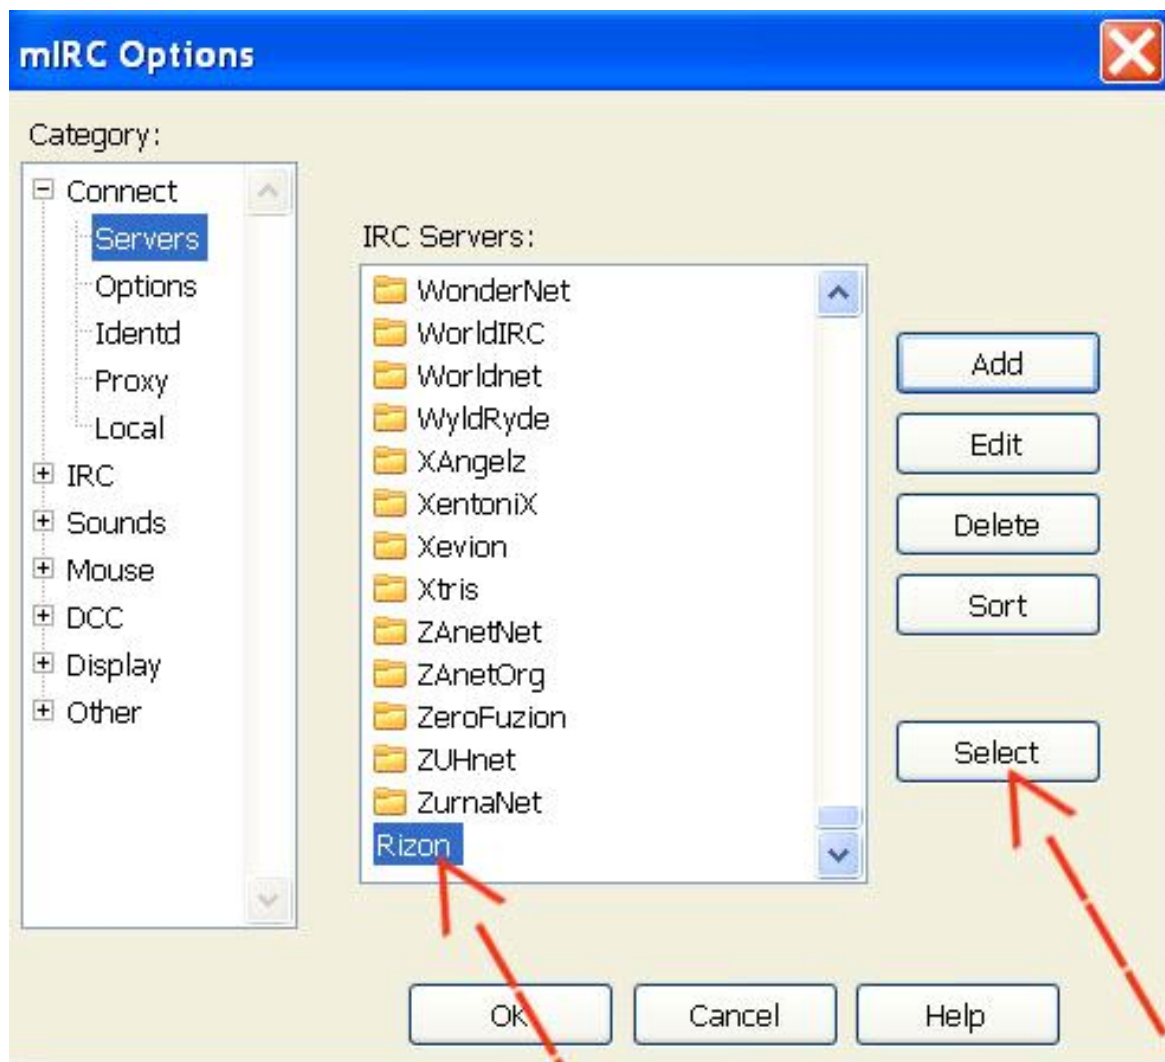 mIRC Options
Category:
Connect
Servers
Options
Identd
Proxy
Local
IRC
Sounds
Mouse
DCC
Display
Other
IRC Servers:
WonderNet
WorldIRC
Worldnet
WyldRyde
XAngelz
XentoniX
Xevion
Xtris
ZAnetNet
ZAnetOrg
ZeroFuzion
ZUHnet
ZurnaNet
Rizon
Add
Edit
Delete
Sort
Select
OK
Cancel
Help